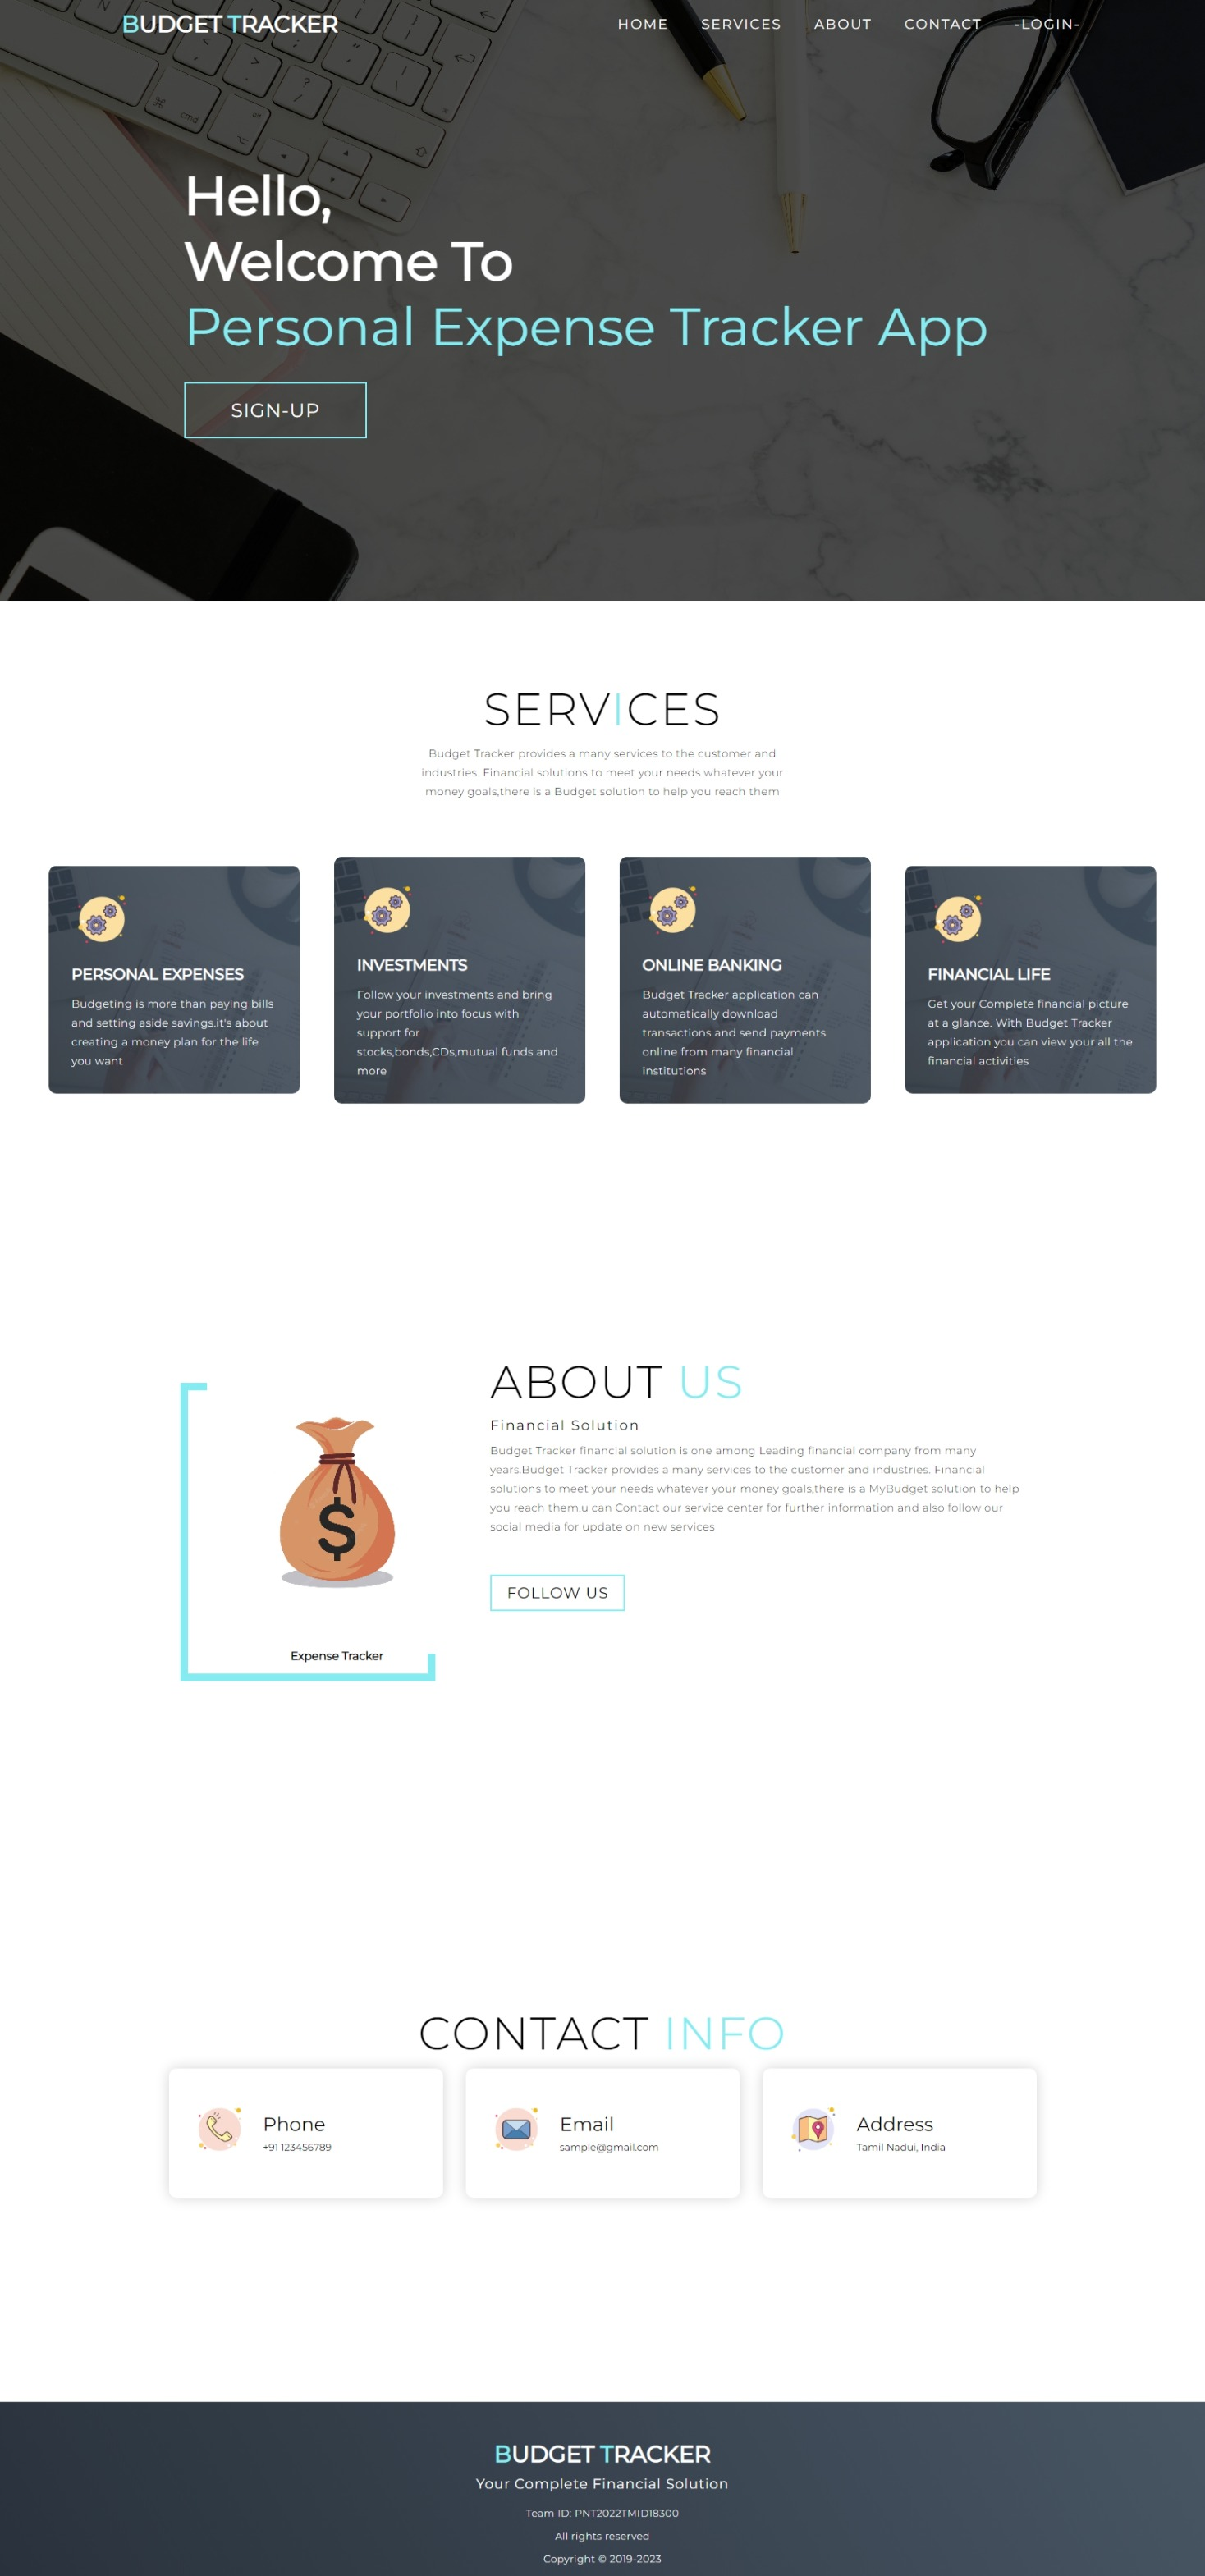 BUDGET TRACKER
HOME SERVICES ABOUT CONTACT -LOGIN-
Hello,
Welcome To
Personal Expense Tracker App
SIGN-UP
SERVICES
Budget Tracker provides a many services to the customer and
industries. Financial solutions to meet your needs whatever your
money goals,there is a Budget solution to help you reach them
PERSONAL EXPENSES
Budgeting is more than paying bills
and setting aside savings.it's about
creating a money plan for the life
you want
INVESTMENTS
Follow your investments and bring
your portfolio into focus with
support for
stocks,bonds,CDs,mutual funds and
more
ONLINE BANKING
Budget Tracker application can
automatically download
transactions and send payments
online from many financial
institutions
FINANCIAL LIFE
Get your Complete financial picture
at a glance. With Budget Tracker
application you can view your all the
financial activities
$
Expense Tracker
ABOUT US
Financial Solution
Budget Tracker financial solution is one among Leading financial company from many
years.Budget Tracker provides a many services to the customer and industries. Financial
solutions to meet your needs whatever your money goals,there is a MyBudget solution to help
you reach them.u can Contact our service center for further information and also follow our
social media for update on new services
FOLLOW US
CONTACT INFO
Phone
+91 123456789
Email
sample@gmail.com
Address
Tamil Nadui, India
BUDGET TRACKER
Your Complete Financial Solution
Team ID: PNT2022TMID18300
All rights reserved
Copyright © 2019-2023